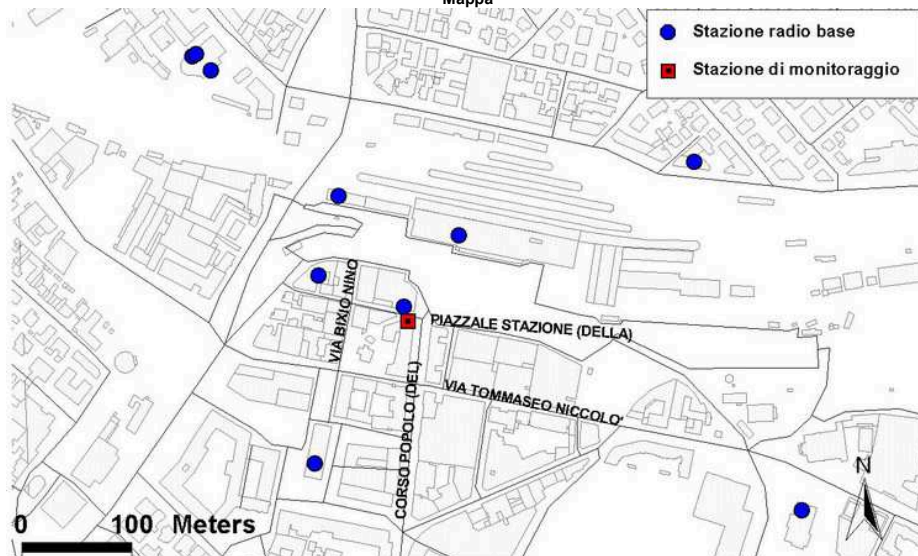 Mappa
Stazione radio base
Stazione di monitoraggio
PIAZZALE STAZIONE (DELLA)
VIA BIXIO NINO
VIA TOMMASEO NICCOLO'
CORSO POPOLO (DEL)
N
0 100 Meters